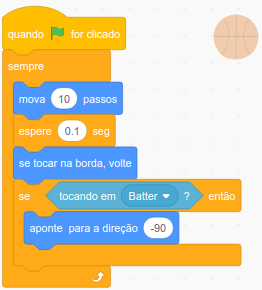 quando for clicado
sempre
mova 10 passos
espere 0.1 seg
se tocar na borda, volte
se tocando em Batter ? então
aponte para a direção -90